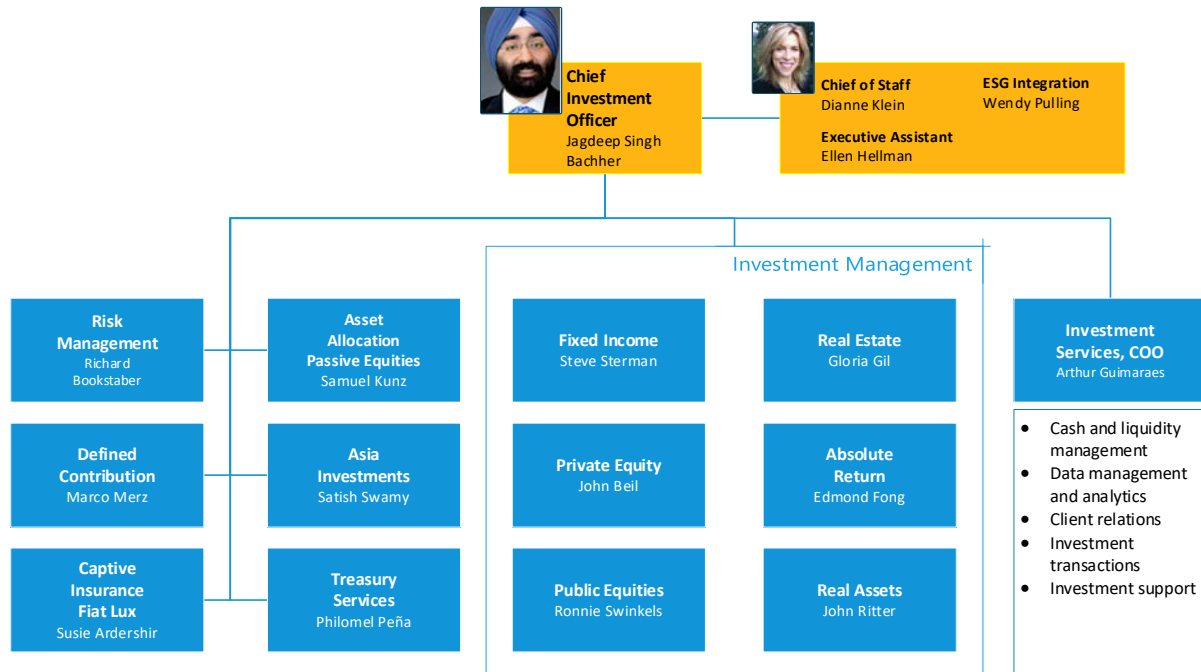 Chief
Investment
Officer
Jagdeep Singh
Bachher
Chief of Staff
Dianne Klein
Executive Assistant
Ellen Hellman
ESG Integration
Wendy Pulling
Investment Management
Risk
Management
Richard
Bookstaber
Asset
Allocation
Passive Equities
Samuel Kunz
Fixed Income
Steve Sterman
Real Estate
Gloria Gil
Investment
Services, COO
Arthur Guimaraes
Defined
Contribution
Marco Merz
Asia
Investments
Satish Swamy
Private Equity
John Beil
Absolute
Return
Edmond Fong
• Cash and liquidity
management
• Data management
and analytics
• Client relations
• Investment
transactions
• Investment support
Captive
Insurance
Fiat Lux
Susie Ardershir
Treasury
Services
Philomel Peña
Public Equities
Ronnie Swinkels
Real Assets
John Ritter